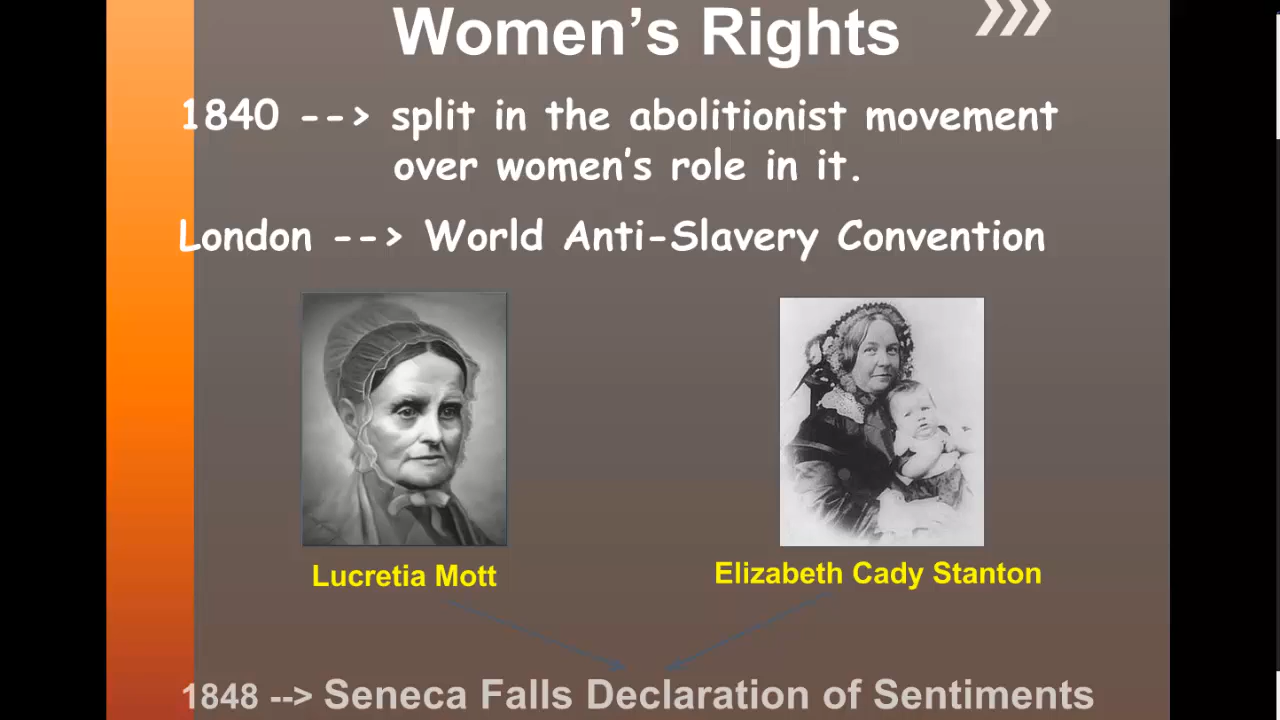 Women’s Rights
1840 --> split in the abolitionist movement
over women’s role in it.
London --> World Anti-Slavery Convention
Lucretia Mott
Elizabeth Cady Stanton
1848 --> Seneca Falls Declaration of Sentiments